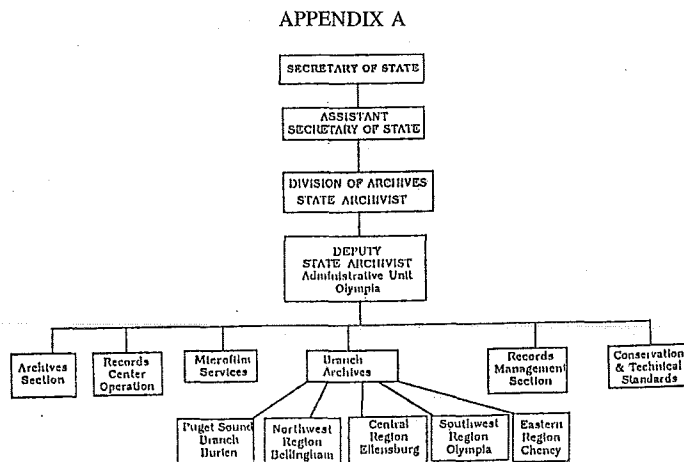 APPENDIX A
SECRETARY OF STATE
ASSISTANT
SECRETARY OF STATE
DIVISION OF ARCHIVES
STATE ARCHIVIST
DEPUTY
STATE ARCHIVIST
Administrative Unit
Olympia
Archives
Section
Records
Center
Operation
Microfilm
Services
Branch
Archives
Records
Management
Section
Conservation
& Technical
Standards
Puget Sound
Branch
Burien
Northwest
Region
Bellingham
Central
Region
Ellensburg
Southwest
Region
Olympia
Eastern
Region
Cheney